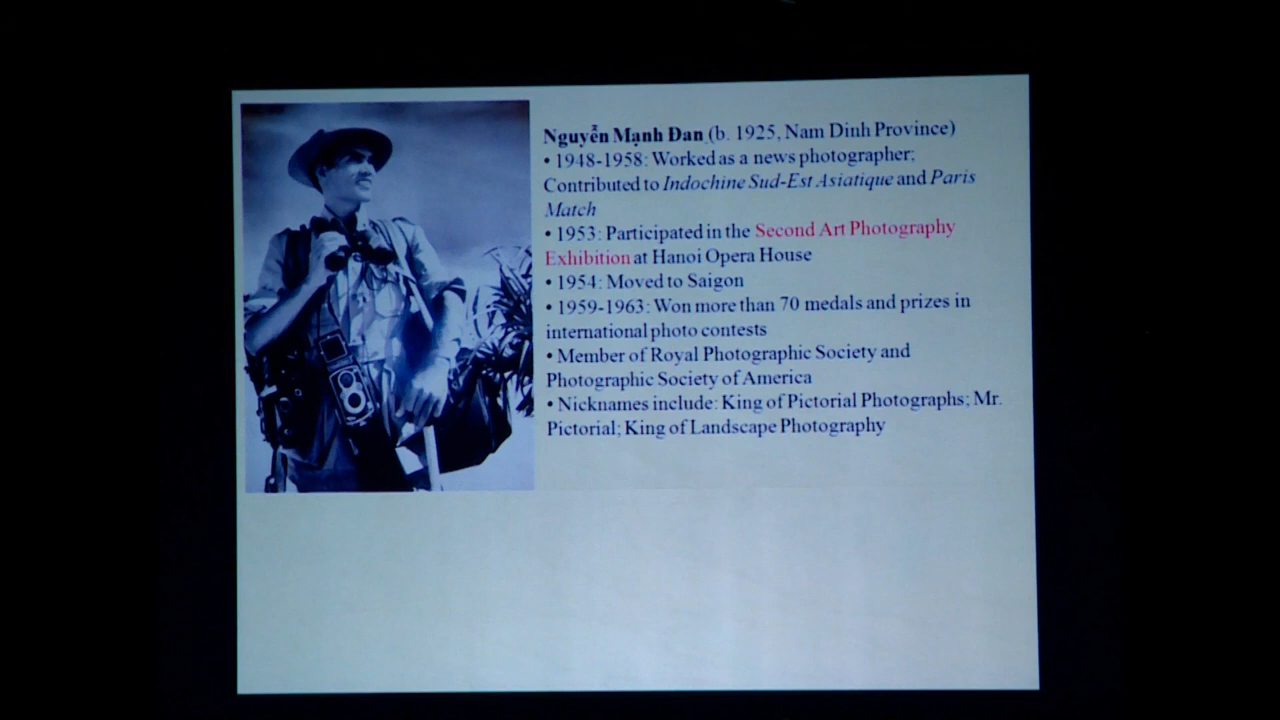 Nguyễn Mạnh Đan (b. 1925, Nam Dinh Province)
• 1948-1958: Worked as a news photographer;
Contributed to Indochine Sud-Est Asiatique and Paris
Match
• 1953: Participated in the Second Art Photography
Exhibition at Hanoi Opera House
• 1954: Moved to Saigon
• 1959-1963: Won more than 70 medals and prizes in
international photo contests
• Member of Royal Photographic Society and
Photographic Society of America
• Nicknames include: King of Pictorial Photographs; Mr.
Pictorial; King of Landscape Photography